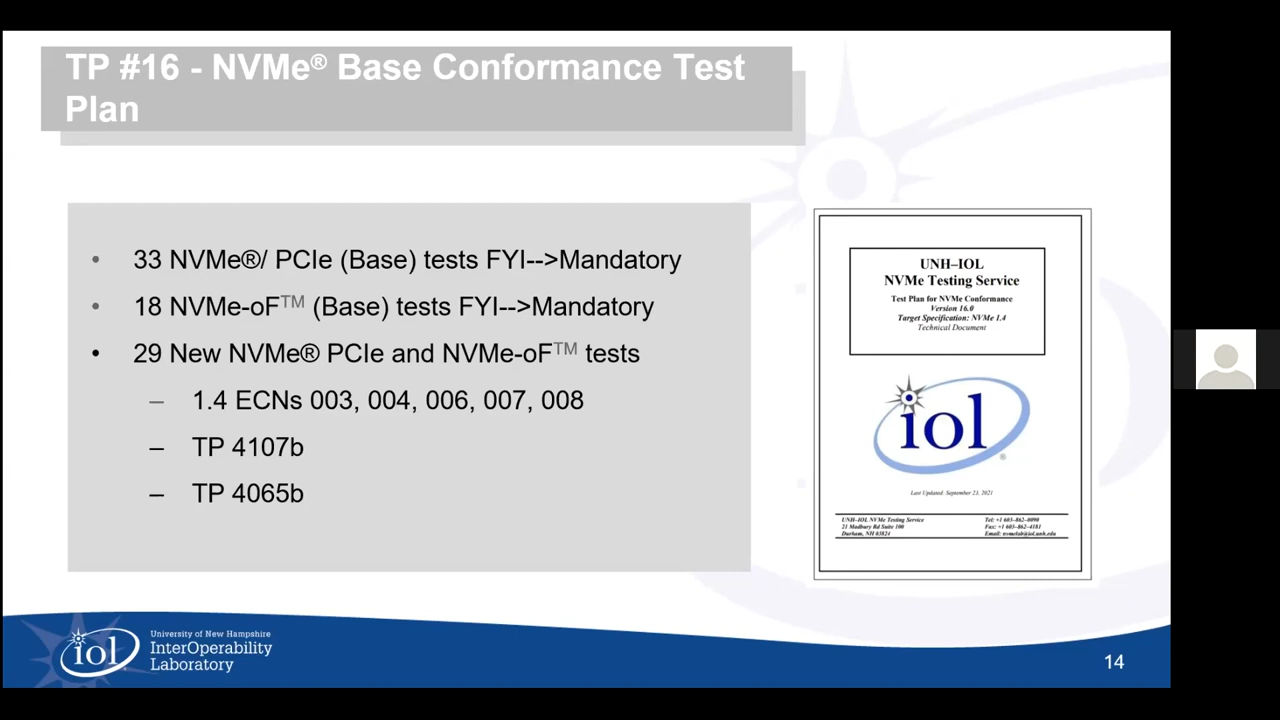 TP #16 - NVMe® Base Conformance Test
Plan
• 33 NVMe®/ PCIe (Base) tests FYI-->Mandatory
• 18 NVMe-oF™ (Base) tests FYI-->Mandatory
• 29 New NVMe® PCIe and NVMe-oF™ tests
– 1.4 ECNs 003, 004, 006, 007, 008
– TP 4107b
– TP 4065b
UNH–IOL
NVMe Testing Service
Test Plan for NVMe Conformance
Version 16.0
Target Specification: NVMe 1.4
Technical Document
iol®
Last Updated: September 23, 2021
UNH–IOL NVMe Testing Service
21 Madbury Rd Suite 100
Durham, NH 03824
Tel: +1 603–862–0090
Fax: +1 603–862–4181
Email: nvmelab@iol.unh.edu
iol
University of New Hampshire
InterOperability
Laboratory
14